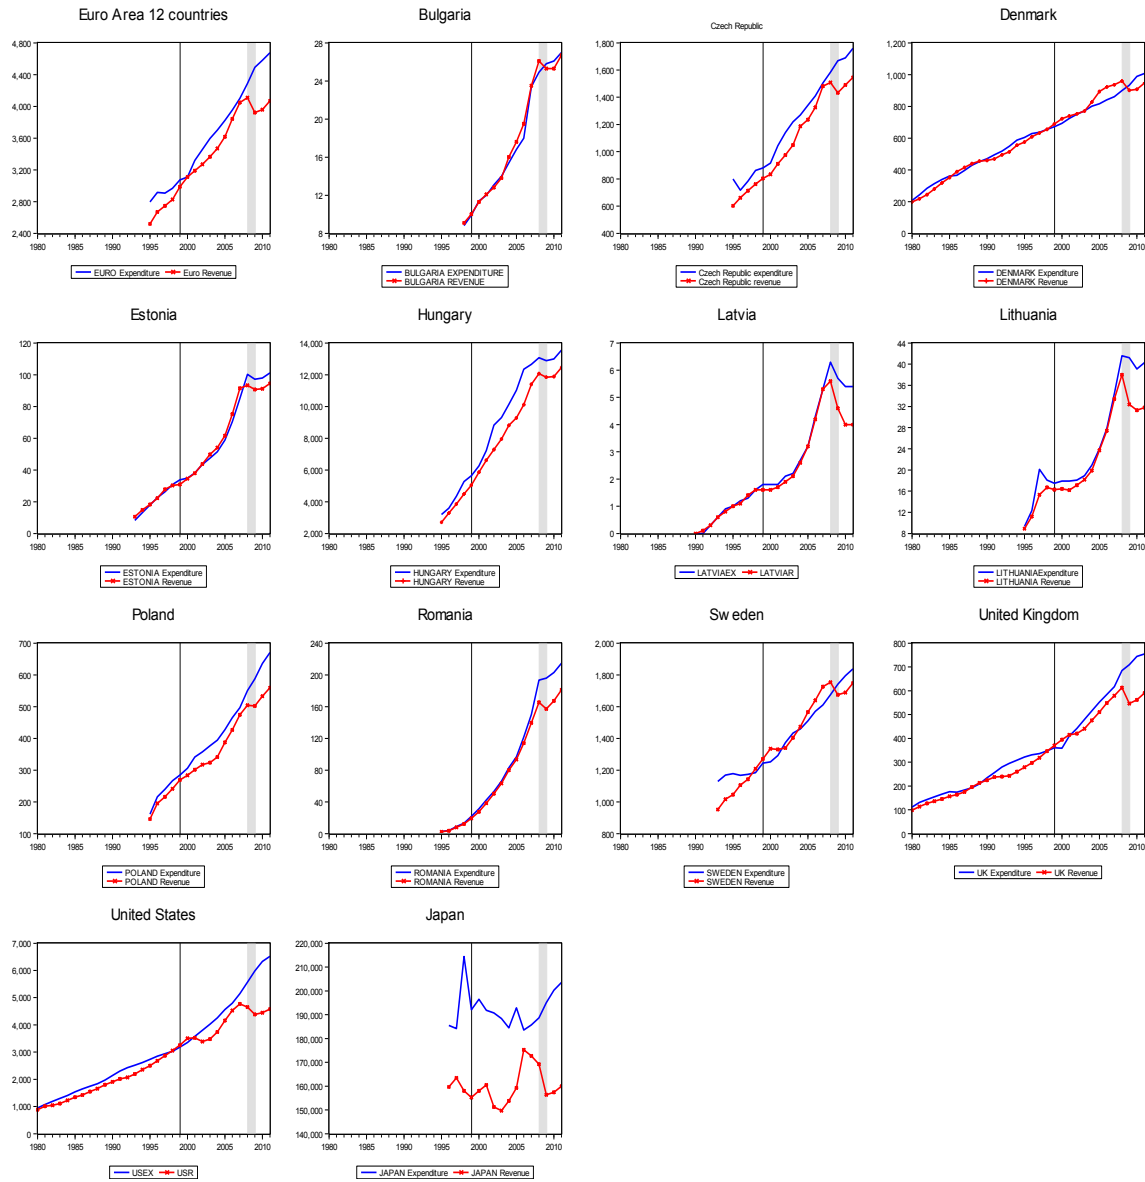 Euro Area 12 countries
4,800
4,400
4,000
3,600
3,200
2,800
2,400
1980 1985 1990 1995 2000 2005 2010
EURO Expenditure Euro Revenue
Bulgaria
28
24
20
16
12
8
1980 1985 1990 1995 2000 2005 2010
BULGARIA EXPENDITURE
BULGARIA REVENUE
Czech Republic
1,800
1,600
1,400
1,200
1,000
800
600
400
1980 1985 1990 1995 2000 2005 2010
Czech Republic expenditure
Czech Republic revenue
Denmark
1,200
1,000
800
600
400
200
0
1980 1985 1990 1995 2000 2005 2010
DENMARK Expenditure
DENMARK Revenue
Estonia
120
100
80
60
40
20
0
1980 1985 1990 1995 2000 2005 2010
ESTONIA Expenditure
ESTONIA Revenue
Hungary
14,000
12,000
10,000
8,000
6,000
4,000
2,000
1980 1985 1990 1995 2000 2005 2010
HUNGARY Expenditure
HUNGARY Revenue
Latvia
7
6
5
4
3
2
1
0
1980 1985 1990 1995 2000 2005 2010
LATVIAEX LATVIAR
Lithuania
44
40
36
32
28
24
20
16
12
8
1980 1985 1990 1995 2000 2005 2010
LITHUANIAExpenditure
LITHUANIA Revenue
Poland
700
600
500
400
300
200
100
1980 1985 1990 1995 2000 2005 2010
POLAND Expenditure
POLAND Revenue
Romania
240
200
160
120
80
40
0
1980 1985 1990 1995 2000 2005 2010
ROMANIA Expenditure
ROMANIA Revenue
Sweden
2,000
1,800
1,600
1,400
1,200
1,000
800
1980 1985 1990 1995 2000 2005 2010
SWEDEN Expenditure
SWEDEN Revenue
United Kingdom
800
700
600
500
400
300
200
100
0
1980 1985 1990 1995 2000 2005 2010
UK Expenditure UK Revenue
United States
7,000
6,000
5,000
4,000
3,000
2,000
1,000
0
1980 1985 1990 1995 2000 2005 2010
USEX USR
Japan
220,000
210,000
200,000
190,000
180,000
170,000
160,000
150,000
140,000
1980 1985 1990 1995 2000 2005 2010
JAPAN Expenditure JAPAN Revenue